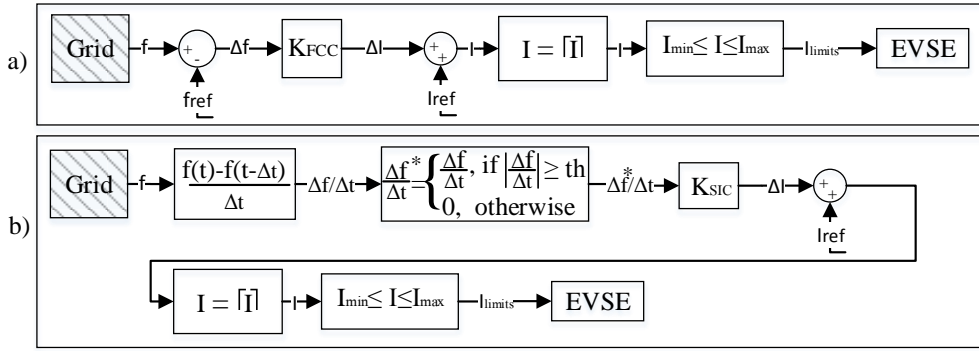 a)
Grid
f
+
-
fref
Δf
KFCC
ΔI
+
+
Iref
I
I = ⌈I⌉
I
Imin≤ I≤Imax
Ilimits
EVSE
b)
Grid
f
f(t)-f(t-Δt)
Δt
Δf/Δt
Δf*/Δt = { Δf/Δt, if |Δf/Δt| ≥ th
0, otherwise
Δf*/Δt
KSIC
ΔI
+
+
Iref
I = ⌈I⌉
I
Imin≤ I≤Imax
Ilimits
EVSE